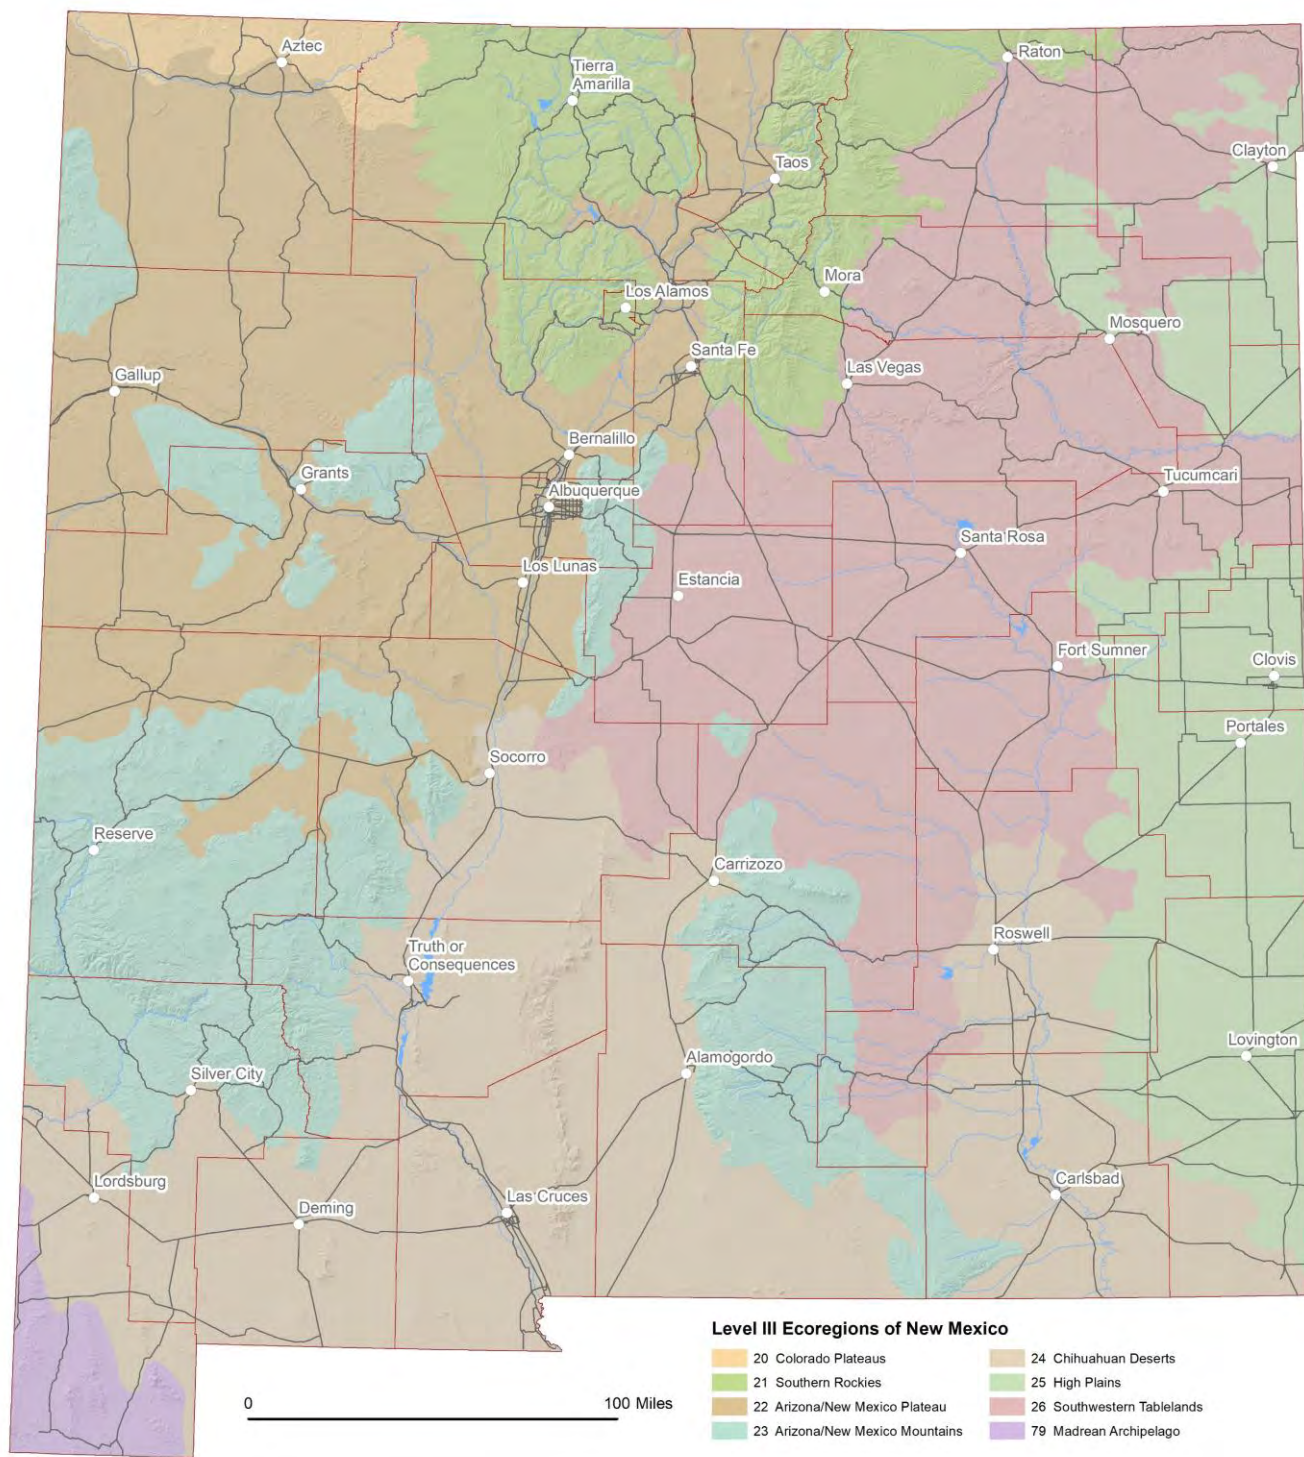 Aztec
Tierra
Amarilla
Raton
Clayton
Taos
Mora
Los Alamos
Mosquero
Santa Fe
Gallup
Las Vegas
Bernalillo
Grants
Tucumcari
Albuquerque
Santa Rosa
Los Lunas
Estancia
Fort Sumner
Clovis
Portales
Socorro
Reserve
Carrizozo
Roswell
Truth or
Consequences
Lovington
Alamogordo
Silver City
Carlsbad
Lordsburg
Las Cruces
Deming
Level III Ecoregions of New Mexico
20 Colorado Plateaus
21 Southern Rockies
22 Arizona/New Mexico Plateau
23 Arizona/New Mexico Mountains
24 Chihuahuan Deserts
25 High Plains
26 Southwestern Tablelands
79 Madrean Archipelago
0
100 Miles